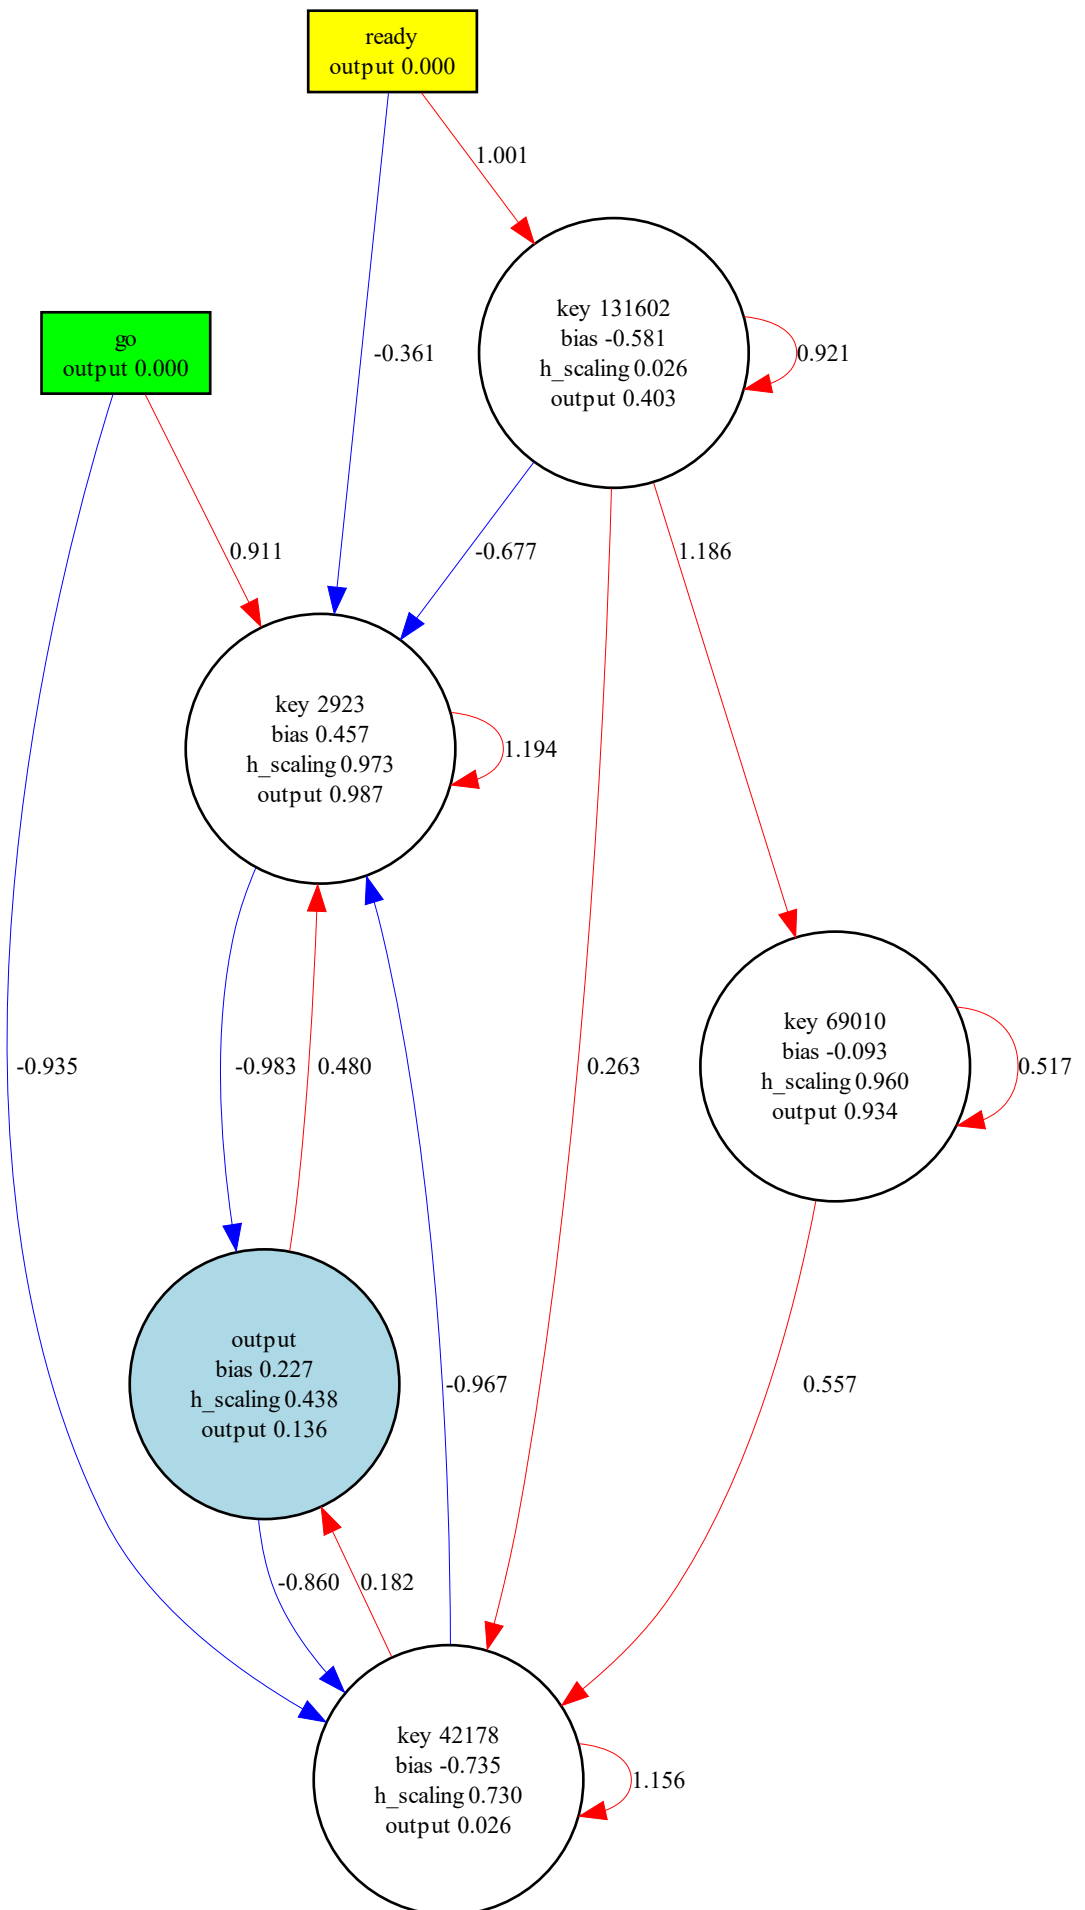 ready
output 0.000
1.001
key 131602
bias -0.581
h_scaling 0.026
output 0.403
0.921
go
output 0.000
-0.361
0.911
-0.677
1.186
key 2923
bias 0.457
h_scaling 0.973
output 0.987
1.194
key 69010
bias -0.093
h_scaling 0.960
output 0.934
0.517
-0.935
-0.983
0.480
0.263
output
bias 0.227
h_scaling 0.438
output 0.136
-0.967
0.557
-0.860
0.182
key 42178
bias -0.735
h_scaling 0.730
output 0.026
1.156